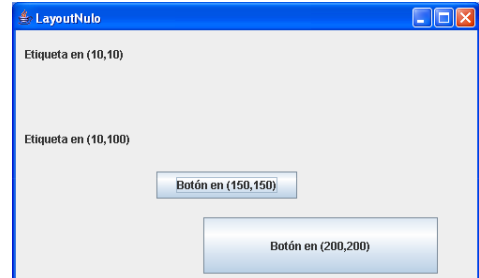 LayoutNulo
Etiqueta en (10,10)
Etiqueta en (10,100)
Botón en (150,150)
Botón en (200,200)